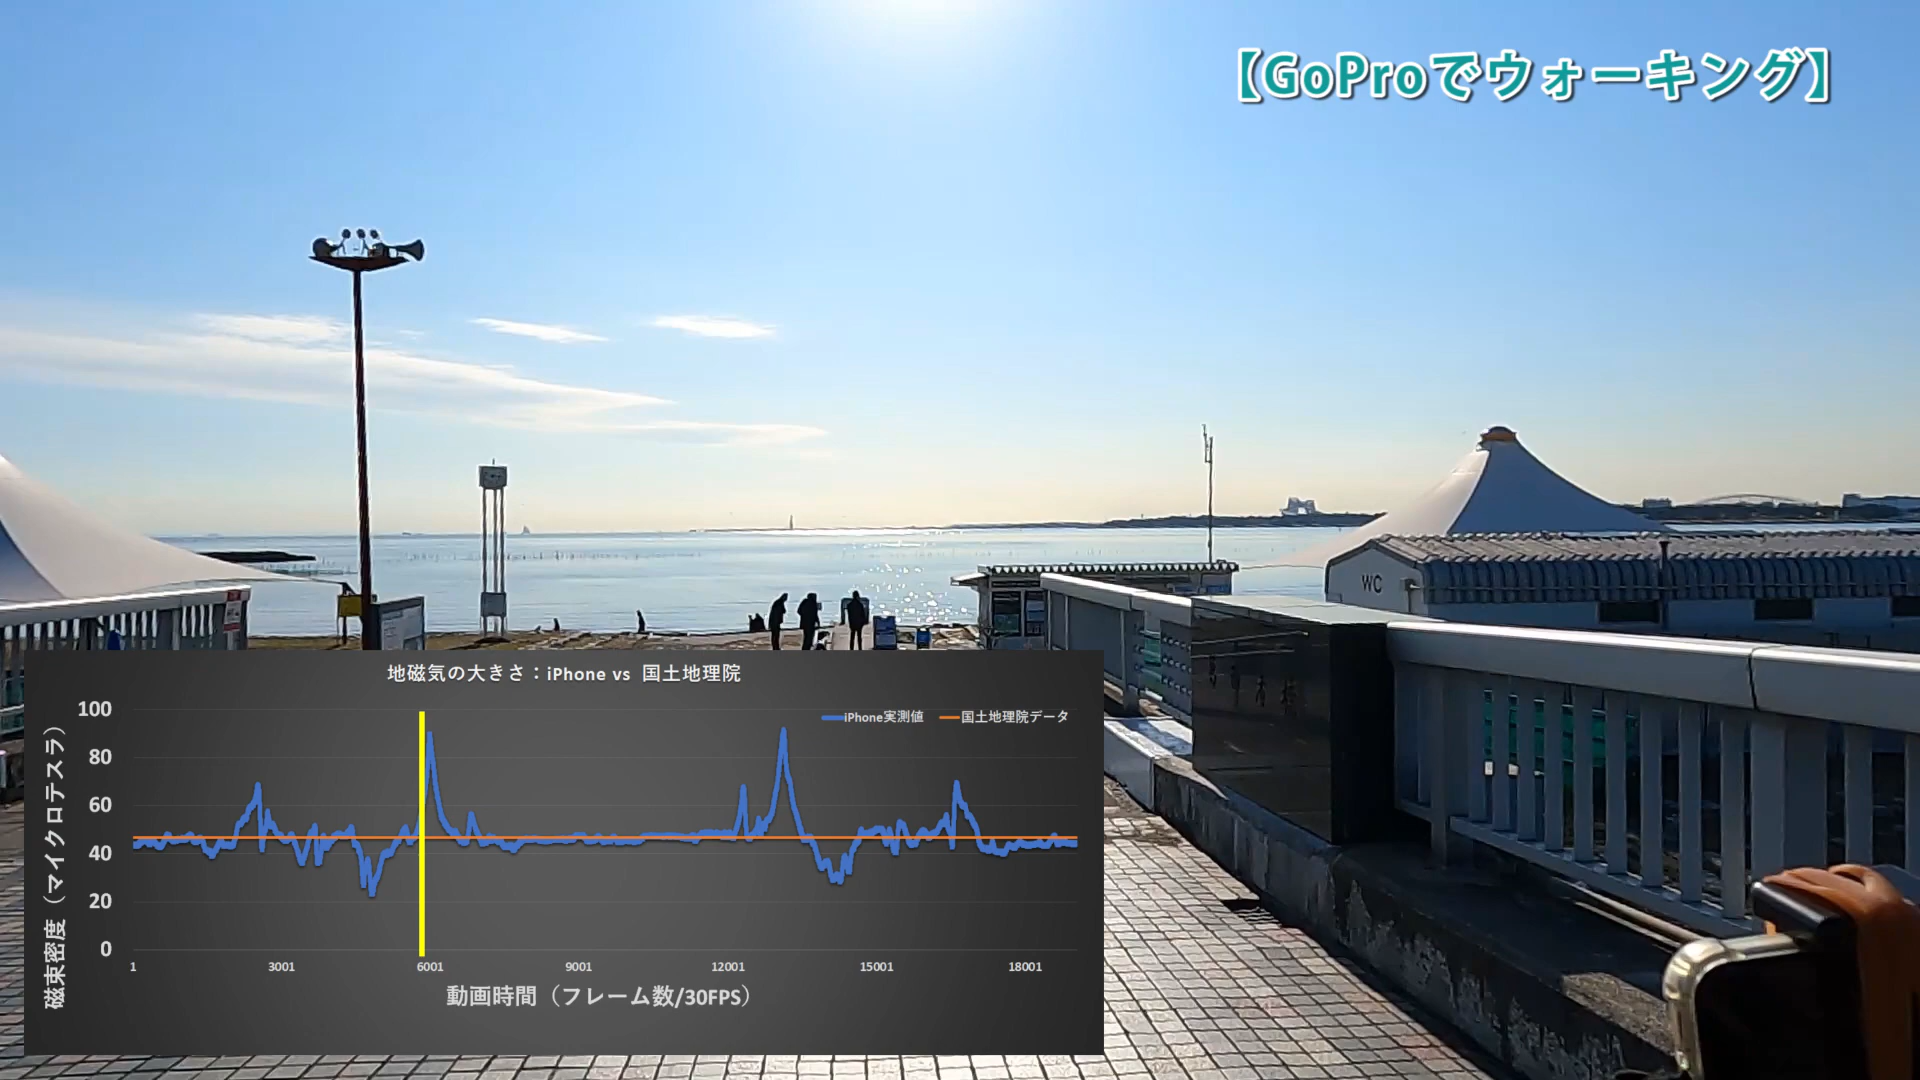 【GoProでウォーキング】
WC
地磁気の大きさ：iPhone vs 国土地理院
iPhone実測値
国土地理院データ
磁束密度（マイクロテスラ）
100
80
60
40
20
0
1
3001
6001
9001
12001
15001
18001
動画時間（フレーム数/30FPS）